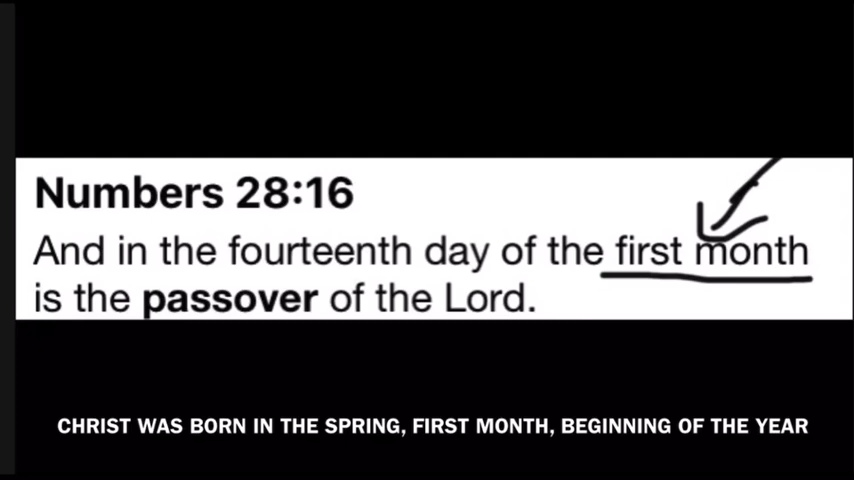 Numbers 28:16
And in the fourteenth day of the first month
is the passover of the Lord.
CHRIST WAS BORN IN THE SPRING, FIRST MONTH, BEGINNING OF THE YEAR